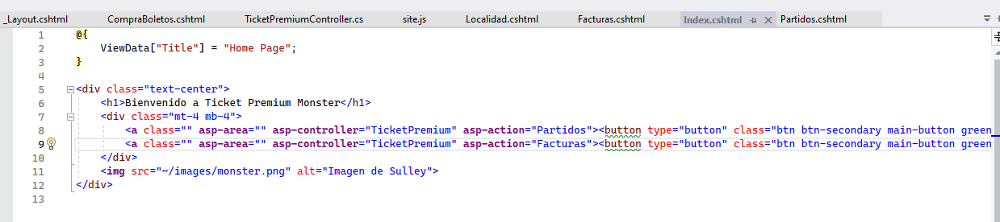 _Layout.cshtml CompraBoletos.cshtml TicketPremiumController.cs site.js Localidad.cshtml Facturas.cshtml Index.cshtml Partidos.cshtml
1 @{
2 ViewData["Title"] = "Home Page";
3 }
4
5 <div class="text-center">
6 <h1>Bienvenido a Ticket Premium Monster</h1>
7 <div class="mt-4 mb-4">
8 <a class="" asp-area="" asp-controller="TicketPremium" asp-action="Partidos"><button type="button" class="btn btn-secondary main-button green
9 <a class="" asp-area="" asp-controller="TicketPremium" asp-action="Facturas"><button type="button" class="btn btn-secondary main-button green
10 </div>
11 <img src="~/images/monster.png" alt="Imagen de Sulley">
12 </div>
13